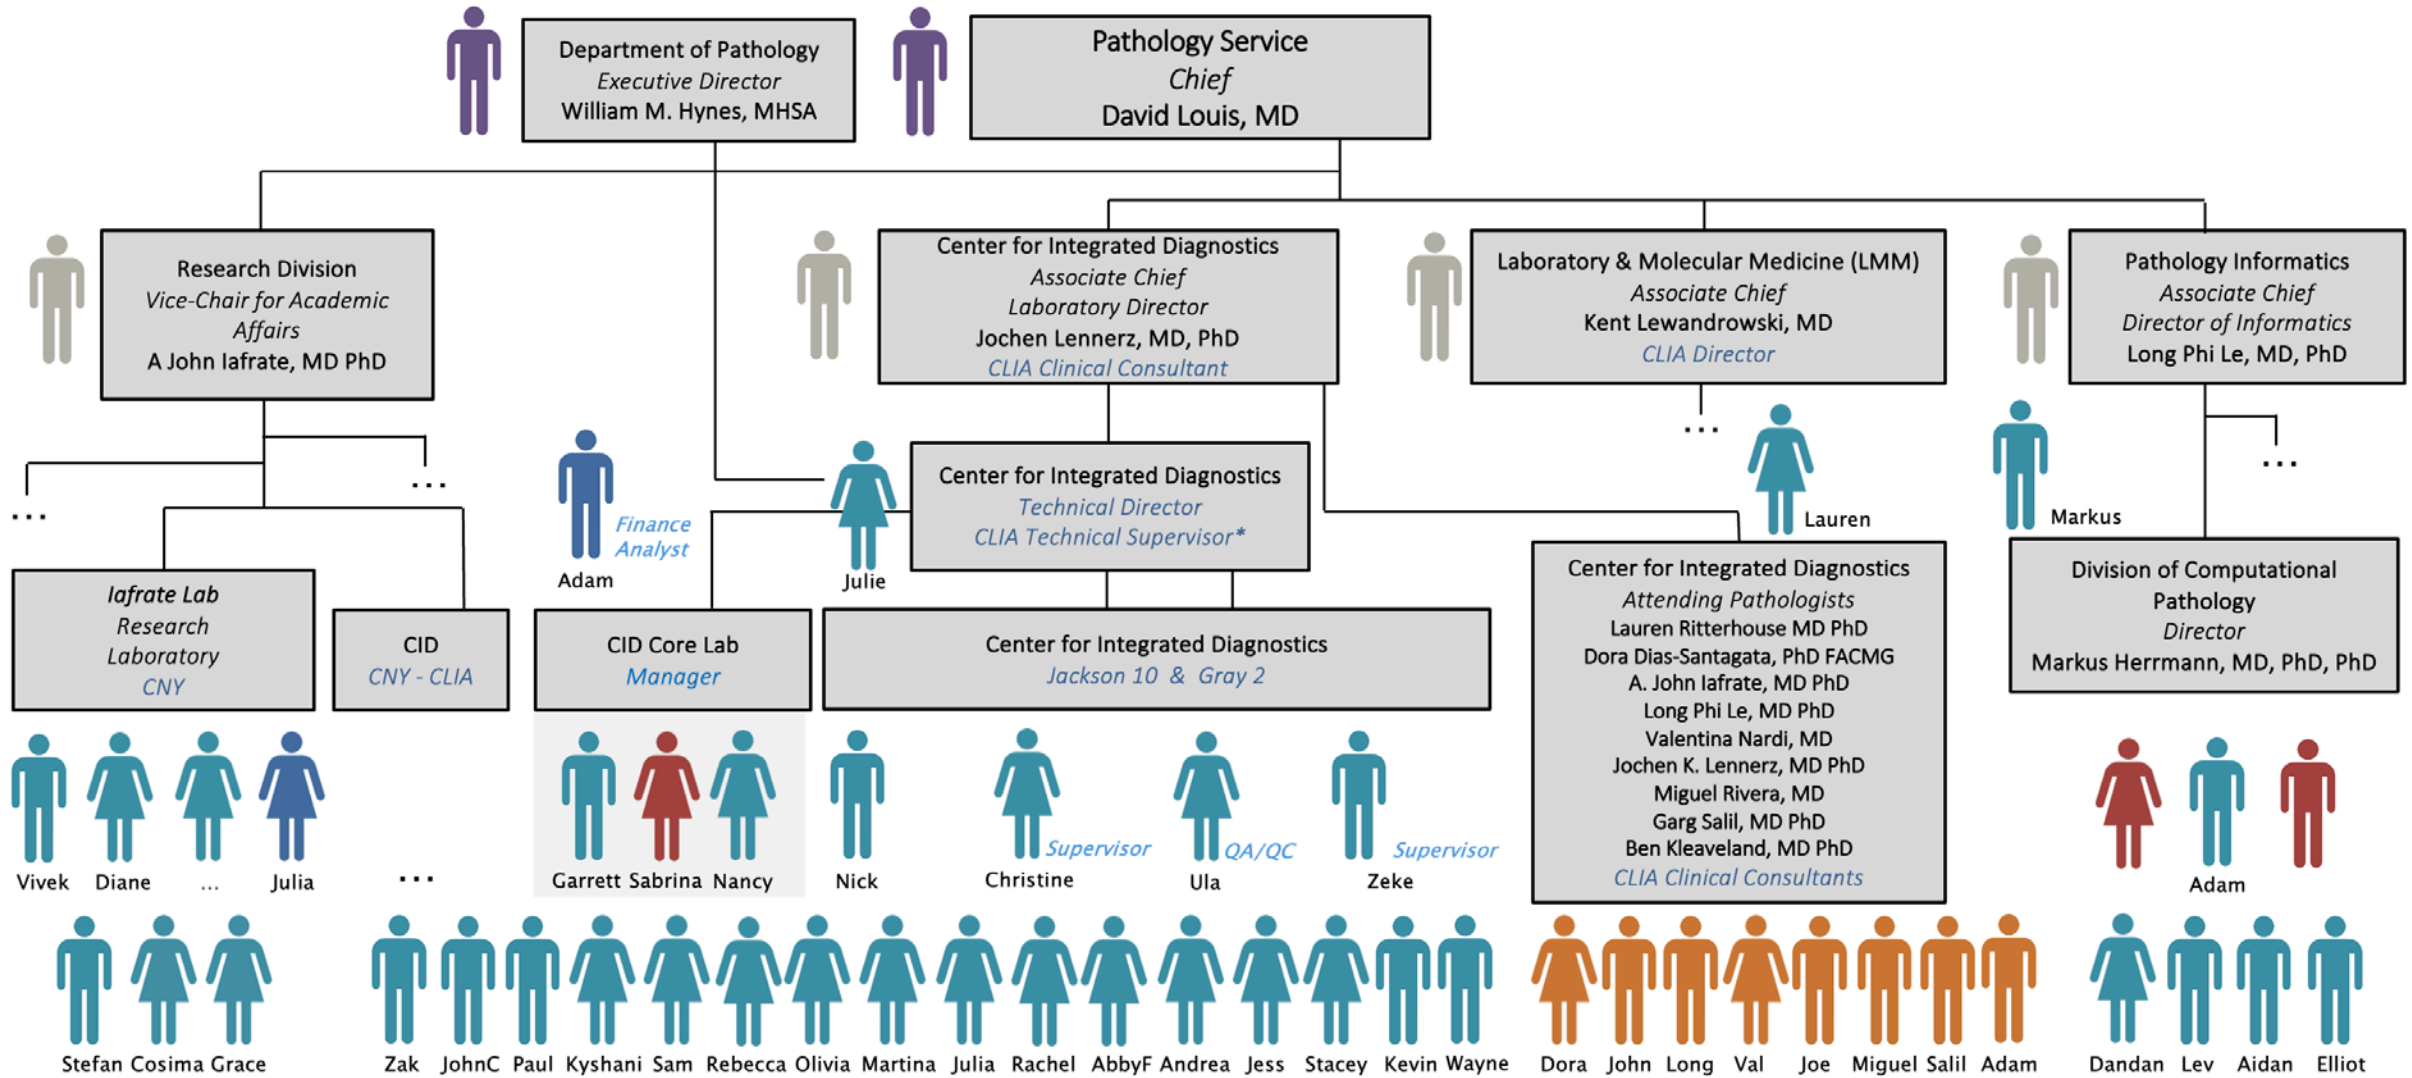 Department of Pathology
Executive Director
William M. Hynes, MHSA
Pathology Service
Chief
David Louis, MD
Research Division
Vice-Chair for Academic
Affairs
A John Iafrate, MD PhD
Center for Integrated Diagnostics
Associate Chief
Laboratory Director
Jochen Lennerz, MD, PhD
CLIA Clinical Consultant
Laboratory & Molecular Medicine (LMM)
Associate Chief
Kent Lewandrowski, MD
CLIA Director
...
Pathology Informatics
Associate Chief
Director of Informatics
Long Phi Le, MD, PhD
...
...
...
Finance
Analyst
Adam
Julie
Center for Integrated Diagnostics
Technical Director
CLIA Technical Supervisor*
Lauren
Markus
Iafrate Lab
Research
Laboratory
CNY
CID
CNY - CLIA
CID Core Lab
Manager
Center for Integrated Diagnostics
Jackson 10 & Gray 2
Center for Integrated Diagnostics
Attending Pathologists
Lauren Ritterhouse MD PhD
Dora Dias-Santagata, PhD FACMG
A. John Iafrate, MD PhD
Long Phi Le, MD PhD
Valentina Nardi, MD
Jochen K. Lennerz, MD PhD
Miguel Rivera, MD
Garg Salil, MD PhD
Ben Kleaveland, MD PhD
CLIA Clinical Consultants
Division of Computational
Pathology
Director
Markus Herrmann, MD, PhD, PhD
Supervisor
QA/QC
Supervisor
Vivek Diane ... Julia
...
Garrett Sabrina Nancy
Nick
Christine
Ula
Zeke
Adam
Stefan Cosima Grace
Zak JohnC Paul Kyshani Sam Rebecca Olivia Martina Julia Rachel AbbyF Andrea Jess Stacey Kevin Wayne
Dora John Long Val Joe Miguel Salil Adam
Dandan Lev Aidan Elliot